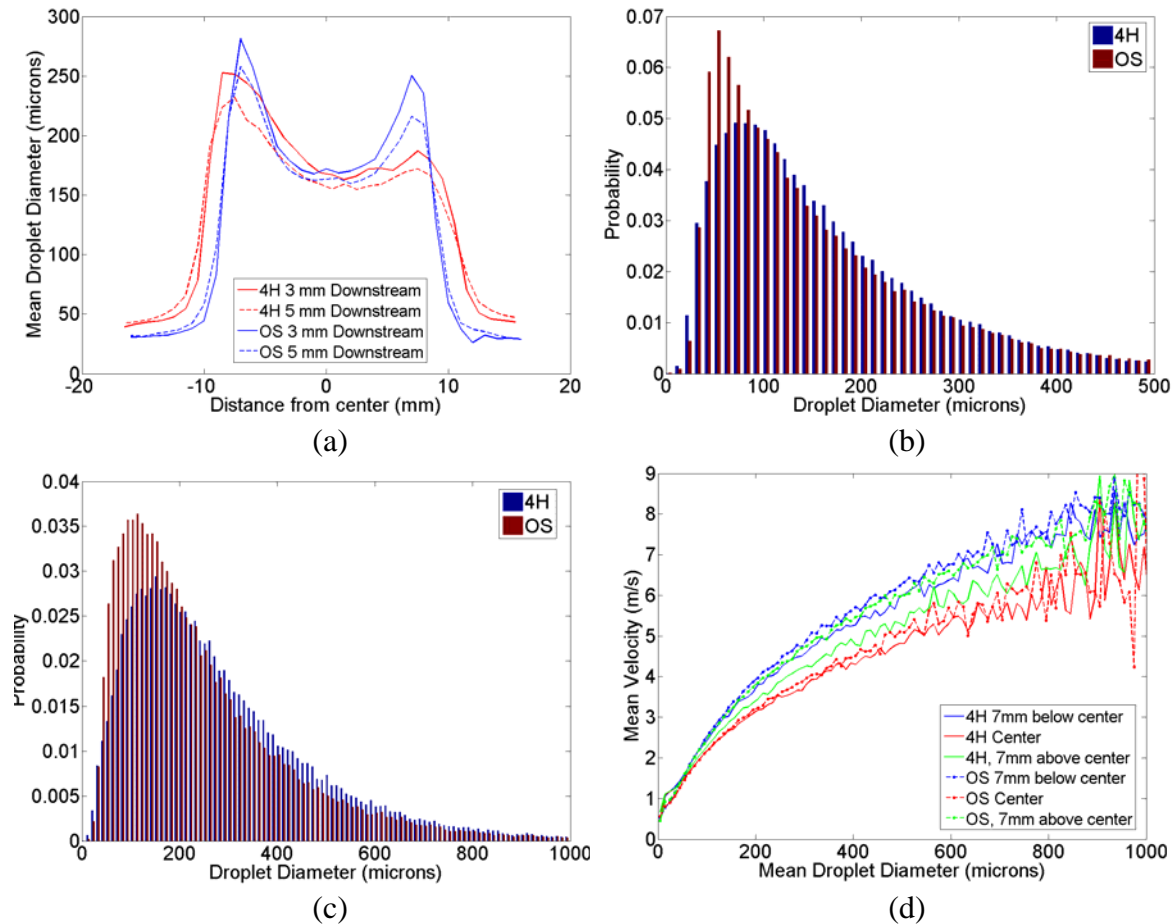 300
250
200
150
100
50
0
Mean Droplet Diameter (microns)
4H 3 mm Downstream
4H 5 mm Downstream
OS 3 mm Downstream
OS 5 mm Downstream
-20 -10 0 10 20
Distance from center (mm)
(a)
0.07
0.06
0.05
0.04
0.03
0.02
0.01
0
Probability
4H
OS
100 200 300 400 500
Droplet Diameter (microns)
(b)
0.04
0.035
0.03
0.025
0.02
0.015
0.01
0.005
0
Probability
4H
OS
0 200 400 600 800 1000
Droplet Diameter (microns)
(c)
9
8
7
6
5
4
3
2
1
0
Mean Velocity (m/s)
4H 7mm below center
4H Center
4H, 7mm above center
OS 7mm below center
OS Center
OS, 7mm above center
0 200 400 600 800 1000
Mean Droplet Diameter (microns)
(d)